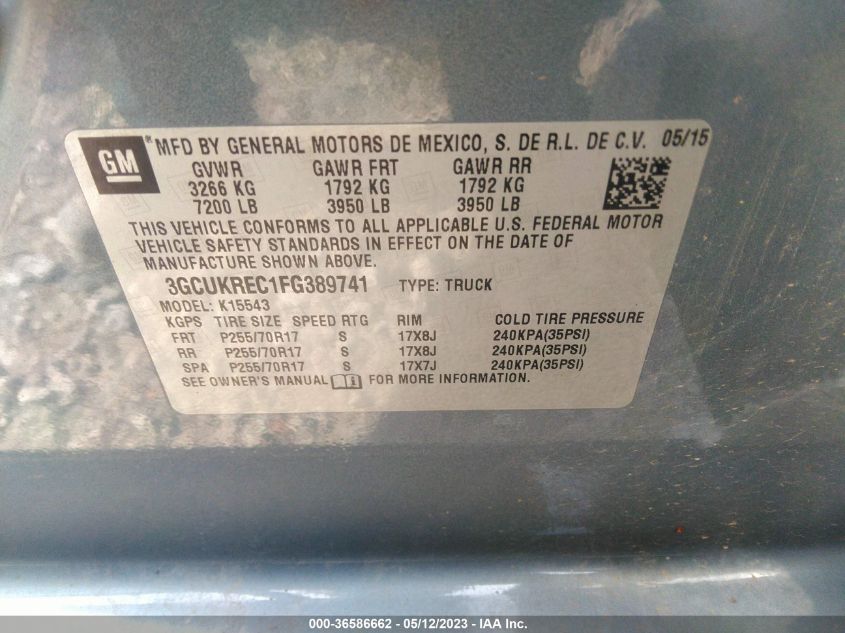 GM ® MFD BY GENERAL MOTORS DE MEXICO, S. DE R.L. DE C.V. 05/15
GVWR GAWR FRT GAWR RR
3266 KG 1792 KG 1792 KG
7200 LB 3950 LB 3950 LB
THIS VEHICLE CONFORMS TO ALL APPLICABLE U.S. FEDERAL MOTOR
VEHICLE SAFETY STANDARDS IN EFFECT ON THE DATE OF
MANUFACTURE SHOWN ABOVE.
3GCUKREC1FG389741 TYPE: TRUCK
MODEL: K15543
KGPS TIRE SIZE SPEED RTG RIM COLD TIRE PRESSURE
FRT P255/70R17 S 17X8J 240KPA(35PSI)
RR P255/70R17 S 17X8J 240KPA(35PSI)
SPA P255/70R17 S 17X7J 240KPA(35PSI)
SEE OWNER'S MANUAL FOR MORE INFORMATION.
000-36586662 - 05/12/2023 - IAA Inc.